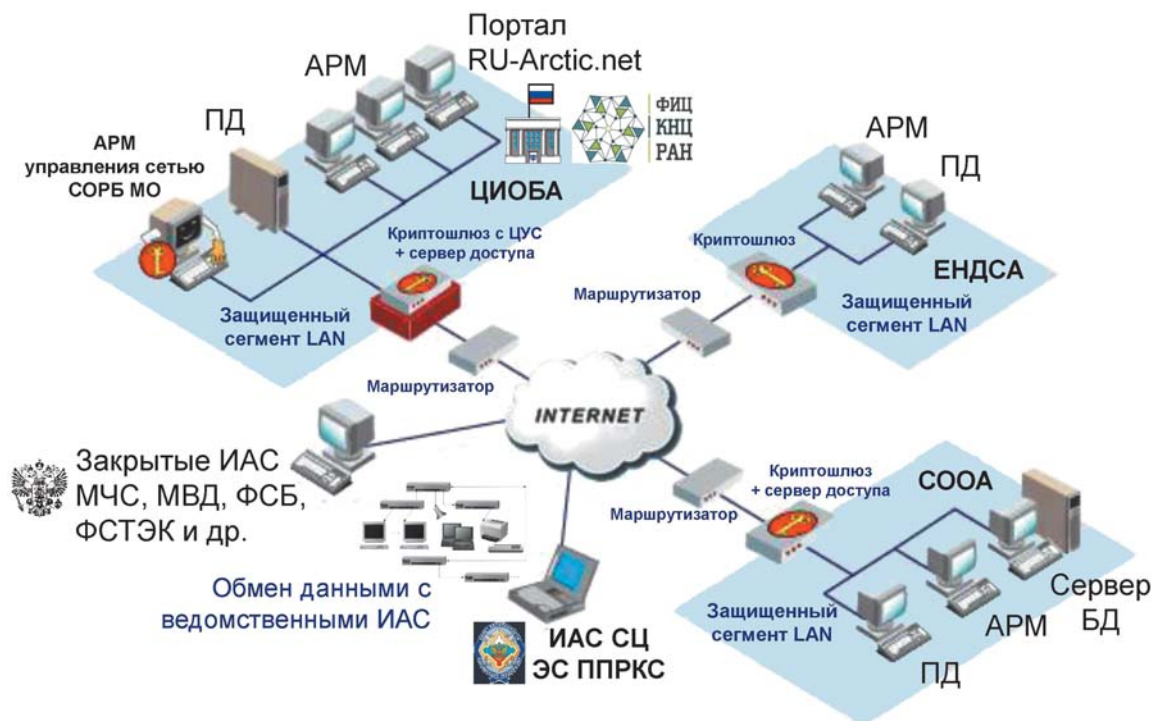 Портал
RU-Arctic.net
АРМ
ПД
АРМ
управления сетью
СОРБ МО
ФИЦ
КНЦ
РАН
ЦИОБА
Криптошлюз с ЦУС
+ сервер доступа
Защищенный
сегмент LAN
Маршрутизатор
АРМ
ПД
Криптошлюз
ЕНДСА
Маршрутизатор
Защищенный
сегмент LAN
INTERNET
Закрытые ИАС
МЧС, МВД, ФСБ,
ФСТЭК и др.
Обмен данными с
ведомственными ИАС
ИАС СЦ
ЭС ППРКС
Криптошлюз
+ сервер доступа
Маршрутизатор
СООА
Защищенный
сегмент LAN
Сервер
БД
АРМ
ПД